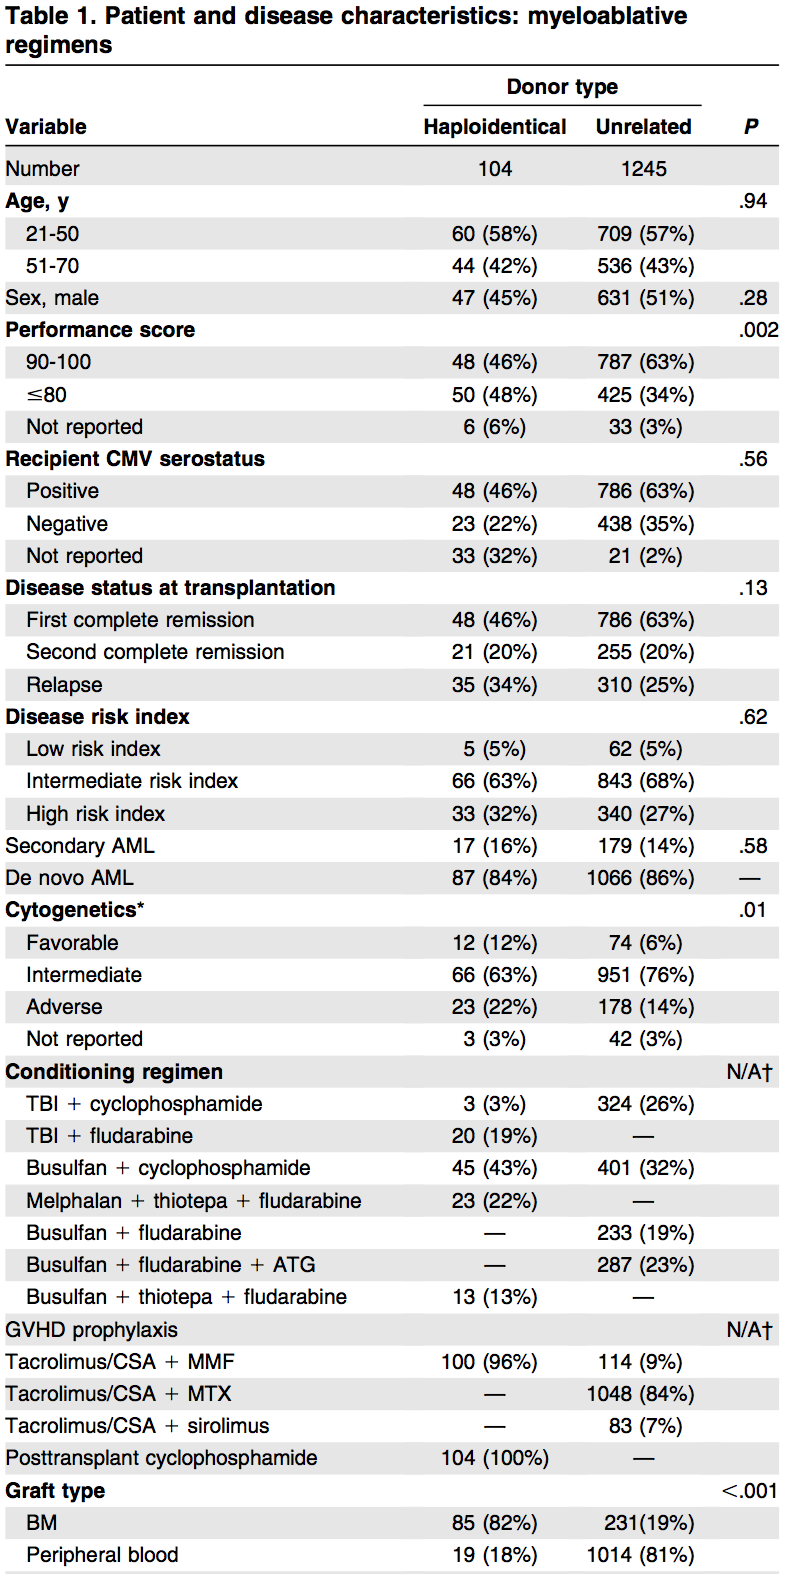 Table 1. Patient and disease characteristics: myeloablative
regimens
Donor type
Variable Haploidentical Unrelated P
Number 104 1245
Age, y .94
21-50 60 (58%) 709 (57%)
51-70 44 (42%) 536 (43%)
Sex, male 47 (45%) 631 (51%) .28
Performance score .002
90-100 48 (46%) 787 (63%)
≤80 50 (48%) 425 (34%)
Not reported 6 (6%) 33 (3%)
Recipient CMV serostatus .56
Positive 48 (46%) 786 (63%)
Negative 23 (22%) 438 (35%)
Not reported 33 (32%) 21 (2%)
Disease status at transplantation .13
First complete remission 48 (46%) 786 (63%)
Second complete remission 21 (20%) 255 (20%)
Relapse 35 (34%) 310 (25%)
Disease risk index .62
Low risk index 5 (5%) 62 (5%)
Intermediate risk index 66 (63%) 843 (68%)
High risk index 33 (32%) 340 (27%)
Secondary AML 17 (16%) 179 (14%) .58
De novo AML 87 (84%) 1066 (86%) —
Cytogenetics* .01
Favorable 12 (12%) 74 (6%)
Intermediate 66 (63%) 951 (76%)
Adverse 23 (22%) 178 (14%)
Not reported 3 (3%) 42 (3%)
Conditioning regimen N/A†
TBI + cyclophosphamide 3 (3%) 324 (26%)
TBI + fludarabine 20 (19%) —
Busulfan + cyclophosphamide 45 (43%) 401 (32%)
Melphalan + thiotepa + fludarabine 23 (22%) —
Busulfan + fludarabine — 233 (19%)
Busulfan + fludarabine + ATG — 287 (23%)
Busulfan + thiotepa + fludarabine 13 (13%) —
GVHD prophylaxis N/A†
Tacrolimus/CSA + MMF 100 (96%) 114 (9%)
Tacrolimus/CSA + MTX — 1048 (84%)
Tacrolimus/CSA + sirolimus — 83 (7%)
Posttransplant cyclophosphamide 104 (100%) —
Graft type <.001
BM 85 (82%) 231(19%)
Peripheral blood 19 (18%) 1014 (81%)